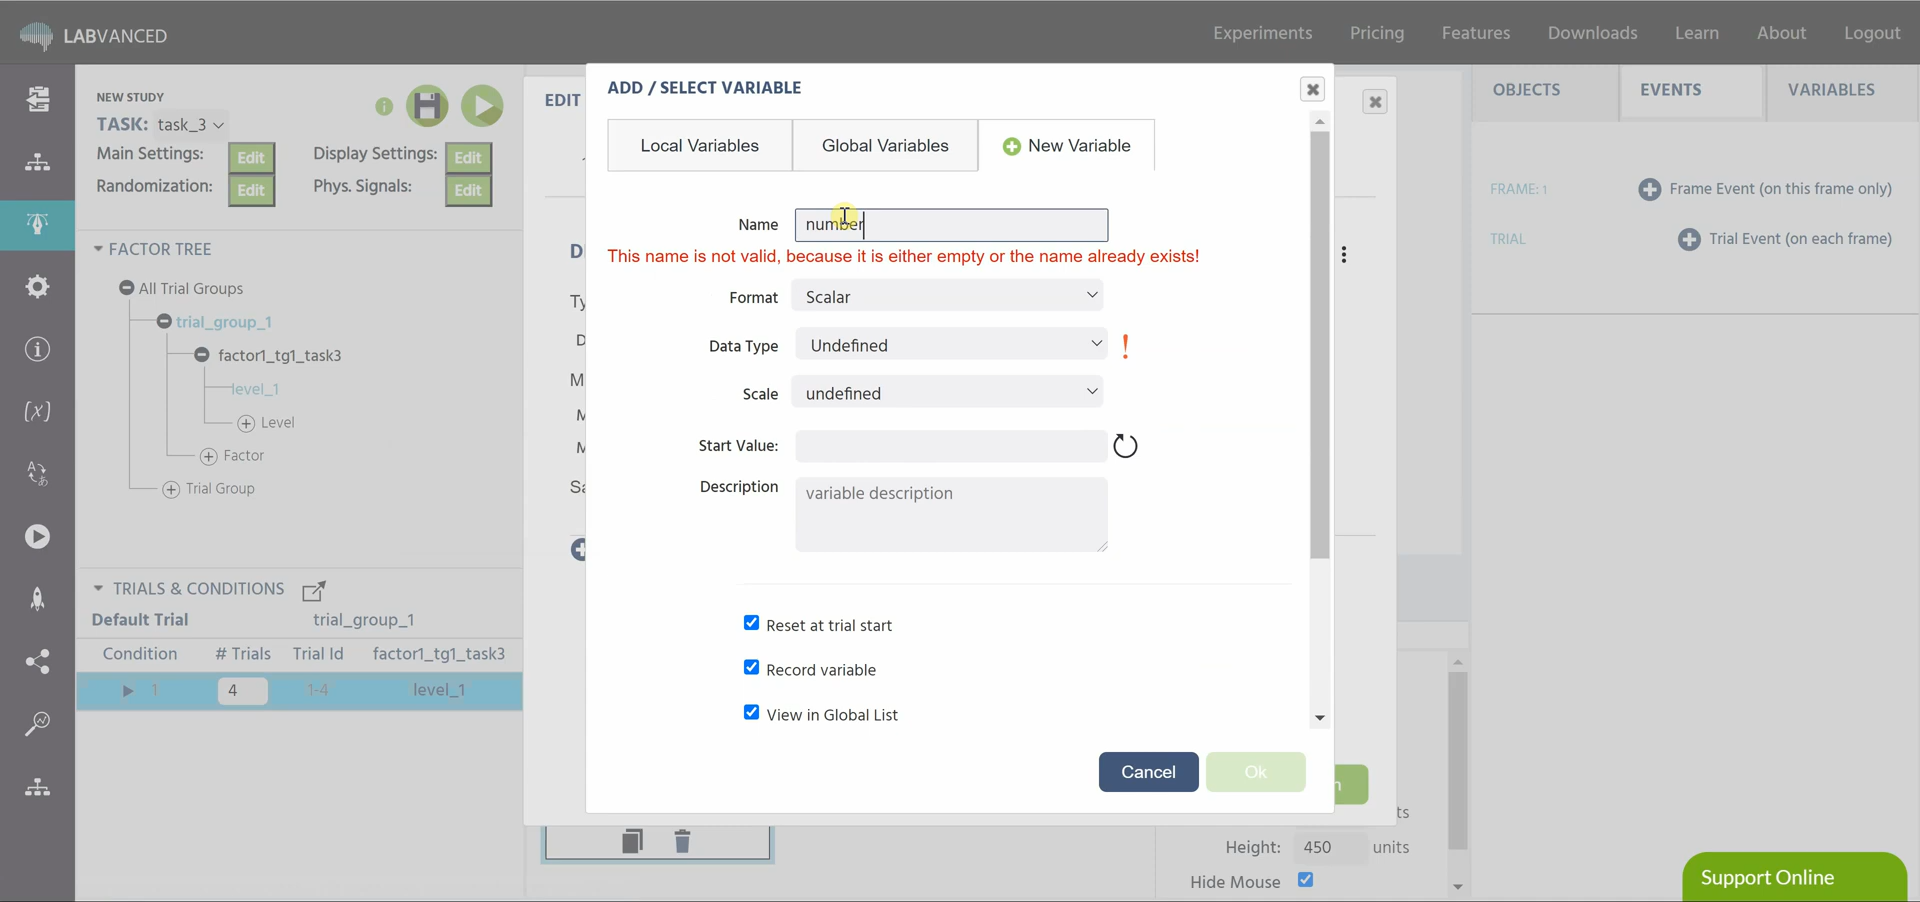 LABVANCED
Experiments
Pricing
Features
Downloads
Learn
About
Logout
NEW STUDY
TASK: task_3
Main Settings: Edit
Display Settings: Edit
Randomization: Edit
Phys. Signals: Edit
FACTOR TREE
All Trial Groups
trial_group_1
factor1_tg1_task3
level_1
Level
Factor
Trial Group
TRIALS & CONDITIONS
Default Trial trial_group_1
Condition # Trials Trial Id factor1_tg1_task3
1 4 1-4 level_1
EDIT
ADD / SELECT VARIABLE
Local Variables
Global Variables
New Variable
Name number
This name is not valid, because it is either empty or the name already exists!
Format Scalar
Data Type Undefined !
Scale undefined
Start Value:
Description variable description
Reset at trial start
Record variable
View in Global List
Cancel
Ok
Height: 450 units
Hide Mouse
OBJECTS
EVENTS
VARIABLES
FRAME: 1 Frame Event (on this frame only)
TRIAL Trial Event (on each frame)
Support Online